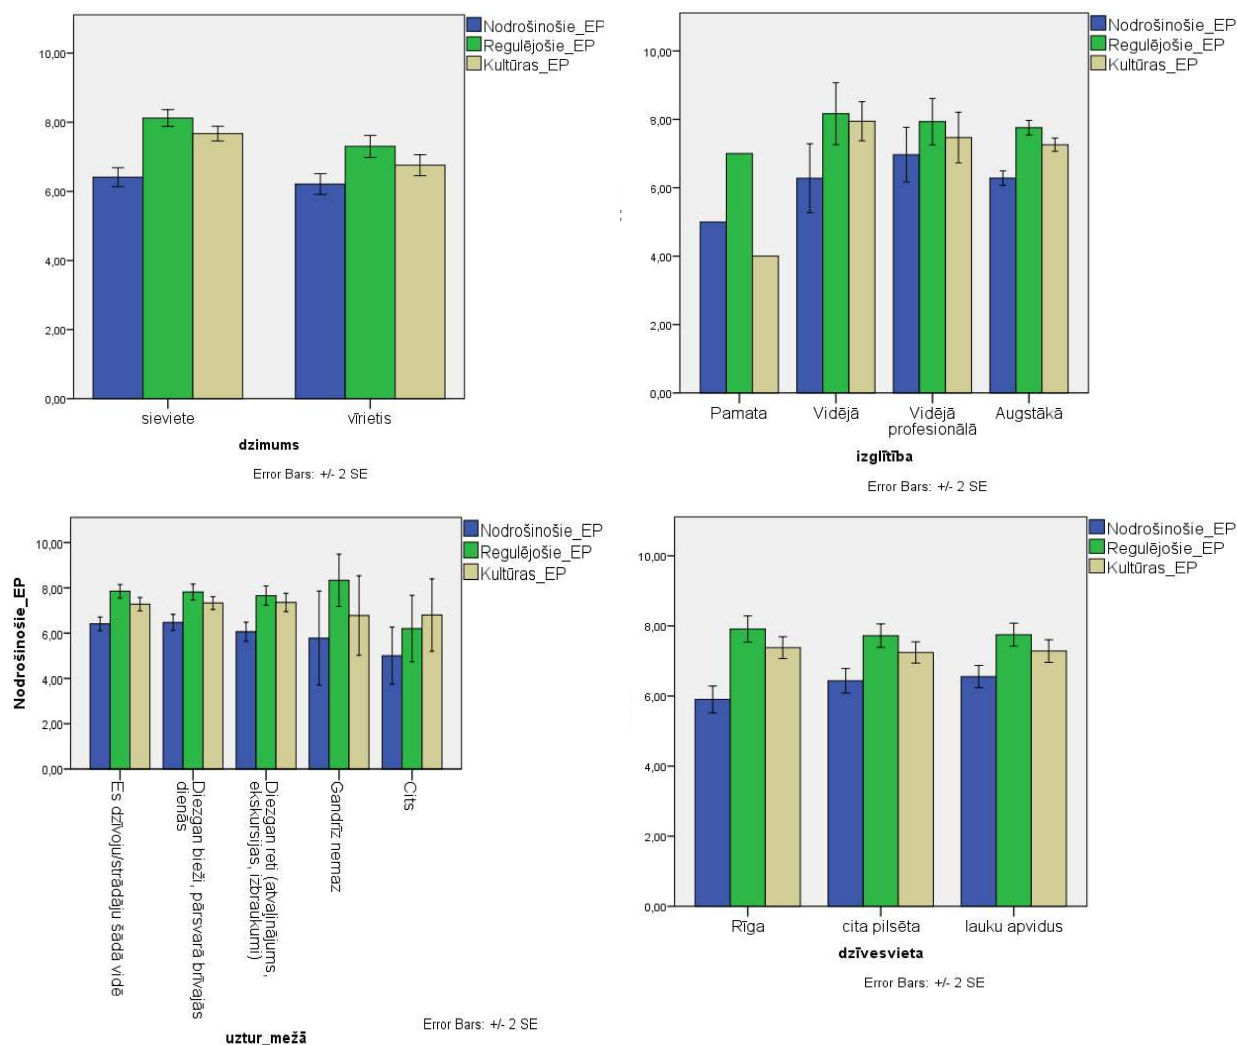 Nodrošinošie_EP
Regulējošie_EP
Kultūras_EP
10,00
8,00
6,00
4,00
2,00
0,00
sieviete
vīrietis
dzimums
Error Bars: +/- 2 SE
Nodrošinošie_EP
Regulējošie_EP
Kultūras_EP
10,00
8,00
6,00
4,00
2,00
0,00
Pamata
Vidējā
Vidējā
profesionālā
Augstākā
izglītība
Error Bars: +/- 2 SE
Nodrošinošie_EP
Regulējošie_EP
Kultūras_EP
Nodrošinošie_EP
10,00
8,00
6,00
4,00
2,00
0,00
Es dzīvoju/strādāju šādā vidē
Diezgan bieži, pārsvarā brīvajās
dienās
Diezgan reti (atvaļinājums,
ekskursijas, izbraukumi)
Gandrīz nemaz
Cits
uztur_mežā
Error Bars: +/- 2 SE
Nodrošinošie_EP
Regulējošie_EP
Kultūras_EP
10,00
8,00
6,00
4,00
2,00
0,00
Rīga
cita pilsēta
lauku apvidus
dzīvesvieta
Error Bars: +/- 2 SE